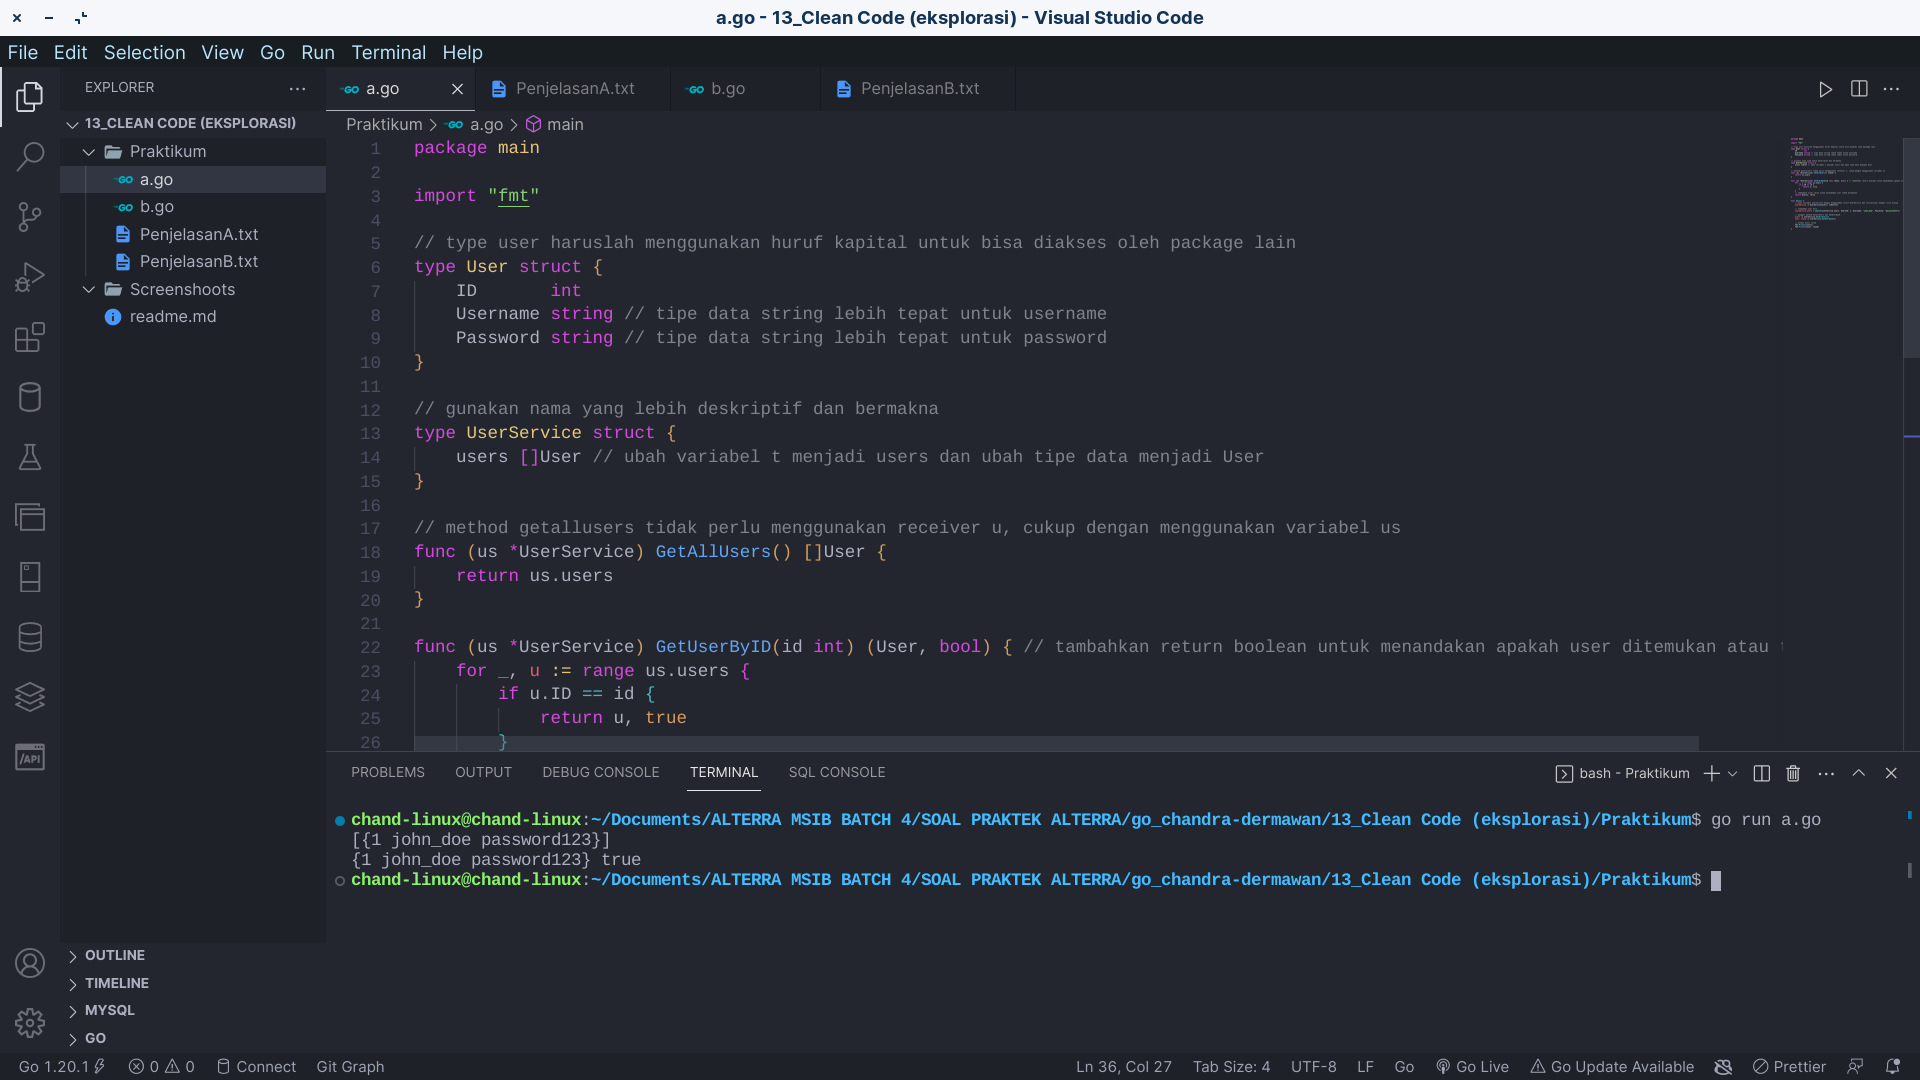 a.go - 13_Clean Code (eksplorasi) - Visual Studio Code
File Edit Selection View Go Run Terminal Help
EXPLORER
13_CLEAN CODE (EKSPLORASI)
Praktikum
a.go
b.go
PenjelasanA.txt
PenjelasanB.txt
Screenshoots
readme.md
OUTLINE
TIMELINE
MYSQL
GO
a.go PenjelasanA.txt b.go PenjelasanB.txt
Praktikum > a.go > main
1 package main
2
3 import "fmt"
4
5 // type user haruslah menggunakan huruf kapital untuk bisa diakses oleh package lain
6 type User struct {
7 ID int
8 Username string // tipe data string lebih tepat untuk username
9 Password string // tipe data string lebih tepat untuk password
10 }
11
12 // gunakan nama yang lebih deskriptif dan bermakna
13 type UserService struct {
14 users []User // ubah variabel t menjadi users dan ubah tipe data menjadi User
15 }
16
17 // method getallusers tidak perlu menggunakan receiver u, cukup dengan menggunakan variabel us
18 func (us *UserService) GetAllUsers() []User {
19 return us.users
20 }
21
22 func (us *UserService) GetUserByID(id int) (User, bool) { // tambahkan return boolean untuk menandakan apakah user ditemukan atau
23 for _, u := range us.users {
24 if u.ID == id {
25 return u, true
26 }
PROBLEMS OUTPUT DEBUG CONSOLE TERMINAL SQL CONSOLE
bash - Praktikum
chand-linux@chand-linux:~/Documents/ALTERRA MSIB BATCH 4/SOAL PRAKTEK ALTERRA/go_chandra-dermawan/13_Clean Code (eksplorasi)/Praktikum$ go run a.go
[{1 john_doe password123}]
{1 john_doe password123} true
chand-linux@chand-linux:~/Documents/ALTERRA MSIB BATCH 4/SOAL PRAKTEK ALTERRA/go_chandra-dermawan/13_Clean Code (eksplorasi)/Praktikum$
/API
Go 1.20.1 0 0 Connect Git Graph Ln 36, Col 27 Tab Size: 4 UTF-8 LF Go Go Live Go Update Available Prettier